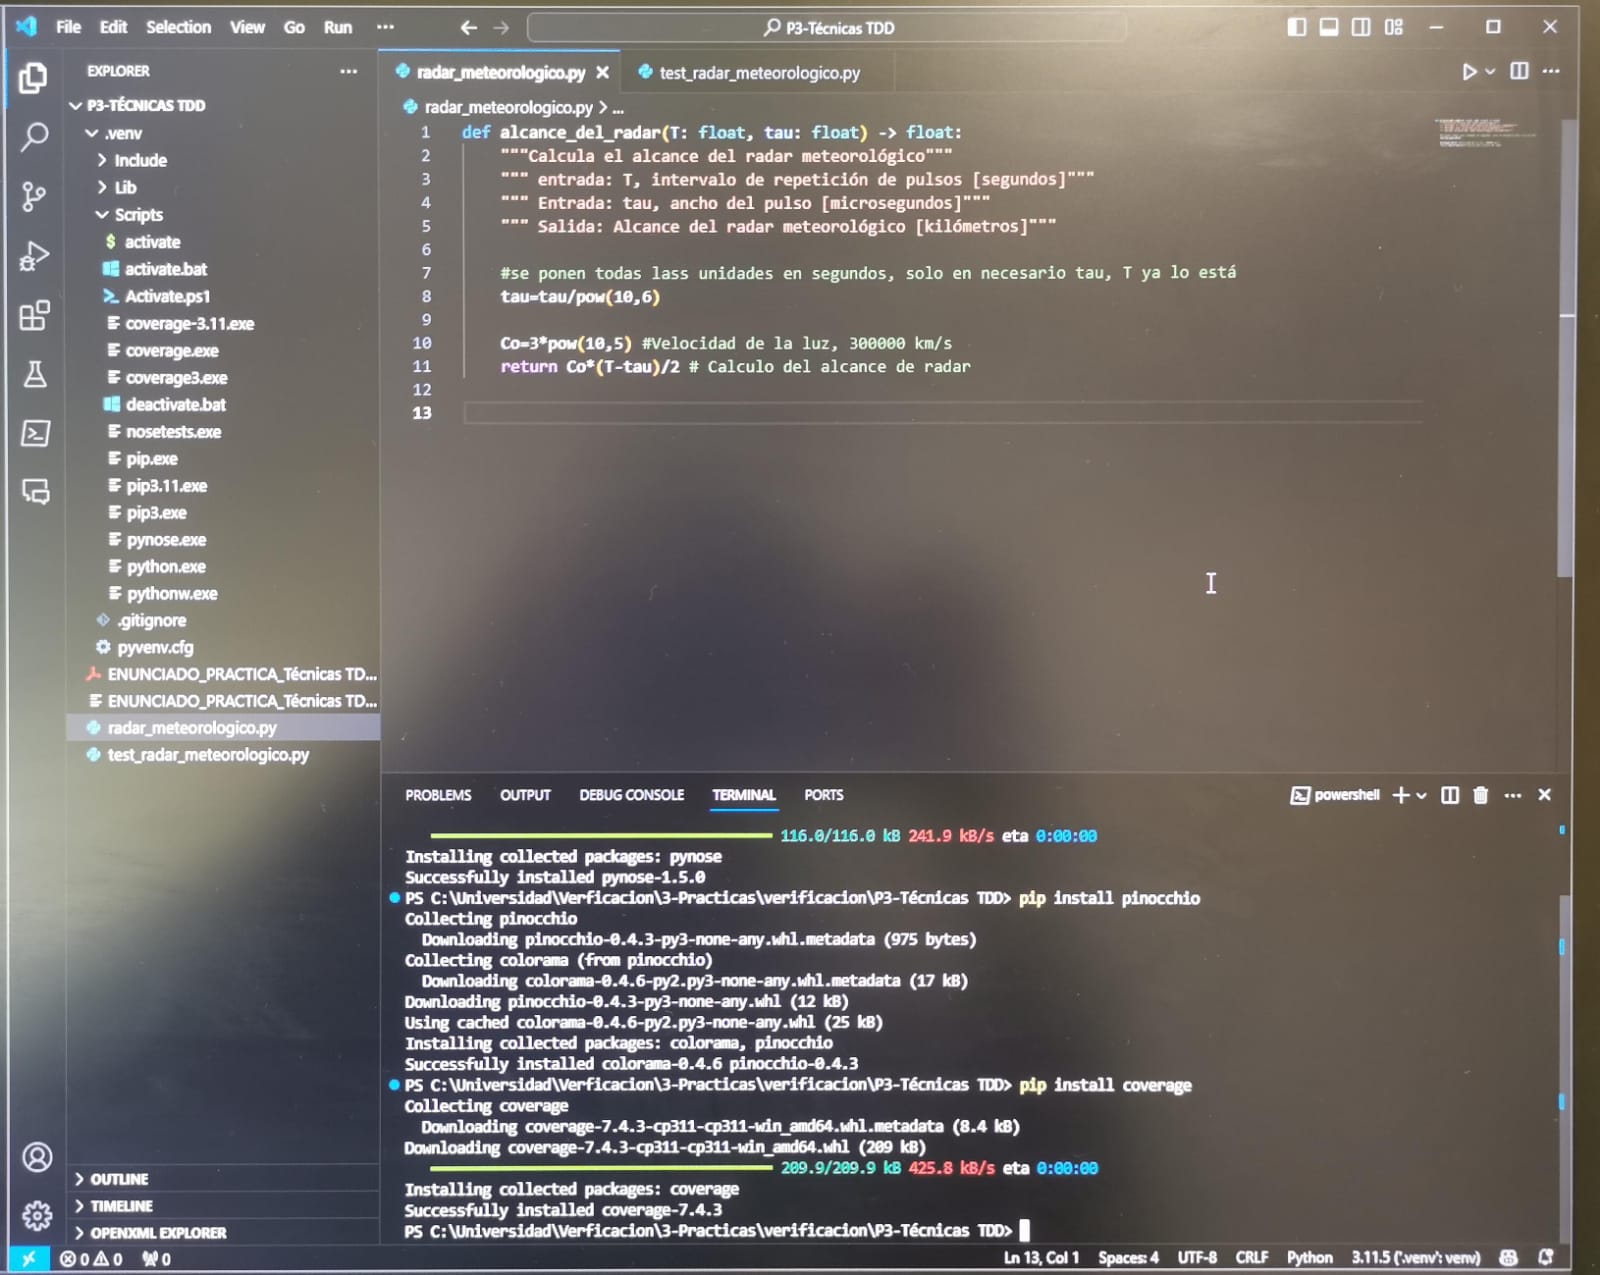 File Edit Selection View Go Run ··· P3-Técnicas TDD
EXPLORER ···
P3-TÉCNICAS TDD
.venv
Include
Lib
Scripts
$ activate
activate.bat
Activate.ps1
coverage-3.11.exe
coverage.exe
coverage3.exe
deactivate.bat
nosetests.exe
pip.exe
pip3.11.exe
pip3.exe
pynose.exe
python.exe
pythonw.exe
.gitignore
pyvenv.cfg
ENUNCIADO_PRACTICA_Técnicas TD...
ENUNCIADO_PRACTICA_Técnicas TD...
radar_meteorologico.py
test_radar_meteorologico.py
OUTLINE
TIMELINE
OPENXML EXPLORER
radar_meteorologico.py test_radar_meteorologico.py
radar_meteorologico.py > ...
1 def alcance_del_radar(T: float, tau: float) -> float:
2 """Calcula el alcance del radar meteorológico"""
3 """ entrada: T, intervalo de repetición de pulsos [segundos]"""
4 """ Entrada: tau, ancho del pulso [microsegundos]"""
5 """ Salida: Alcance del radar meteorológico [kilómetros]"""
6
7 #se ponen todas lass unidades en segundos, solo en necesario tau, T ya lo está
8 tau=tau/pow(10,6)
9
10 Co=3*pow(10,5) #Velocidad de la luz, 300000 km/s
11 return Co*(T-tau)/2 # Calculo del alcance de radar
12
13
PROBLEMS OUTPUT DEBUG CONSOLE TERMINAL PORTS powershell
116.0/116.0 kB 241.9 kB/s eta 0:00:00
Installing collected packages: pynose
Successfully installed pynose-1.5.0
PS C:\Universidad\Verficacion\3-Practicas\verificacion\P3-Técnicas TDD> pip install pinocchio
Collecting pinocchio
Downloading pinocchio-0.4.3-py3-none-any.whl.metadata (975 bytes)
Collecting colorama (from pinocchio)
Downloading colorama-0.4.6-py2.py3-none-any.whl.metadata (17 kB)
Downloading pinocchio-0.4.3-py3-none-any.whl (12 kB)
Using cached colorama-0.4.6-py2.py3-none-any.whl (25 kB)
Installing collected packages: colorama, pinocchio
Successfully installed colorama-0.4.6 pinocchio-0.4.3
PS C:\Universidad\Verficacion\3-Practicas\verificacion\P3-Técnicas TDD> pip install coverage
Collecting coverage
Downloading coverage-7.4.3-cp311-cp311-win_amd64.whl.metadata (8.4 kB)
Downloading coverage-7.4.3-cp311-cp311-win_amd64.whl (209 kB)
209.9/209.9 kB 425.8 kB/s eta 0:00:00
Installing collected packages: coverage
Successfully installed coverage-7.4.3
PS C:\Universidad\Verficacion\3-Practicas\verificacion\P3-Técnicas TDD>
0 0 0 Ln 13, Col 1 Spaces: 4 UTF-8 CRLF Python 3.11.5 ('.venv': venv)